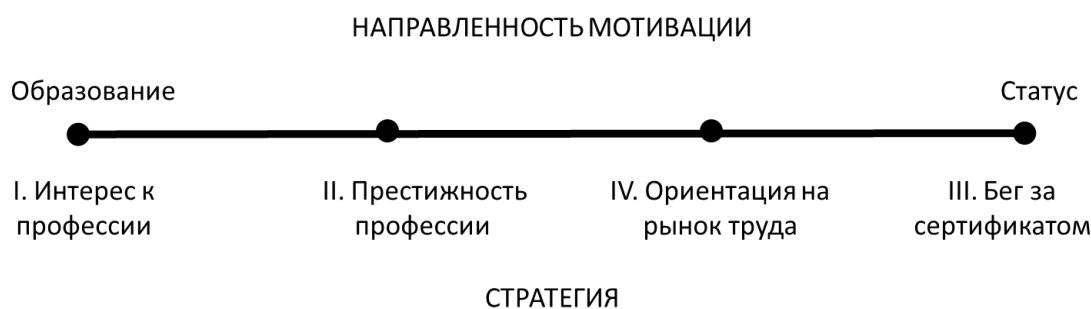 НАПРАВЛЕННОСТЬ МОТИВАЦИИ
Образование
Статус
I. Интерес к
профессии
II. Престижность
профессии
IV. Ориентация на
рынок труда
III. Бег за
сертификатом
СТРАТЕГИЯ